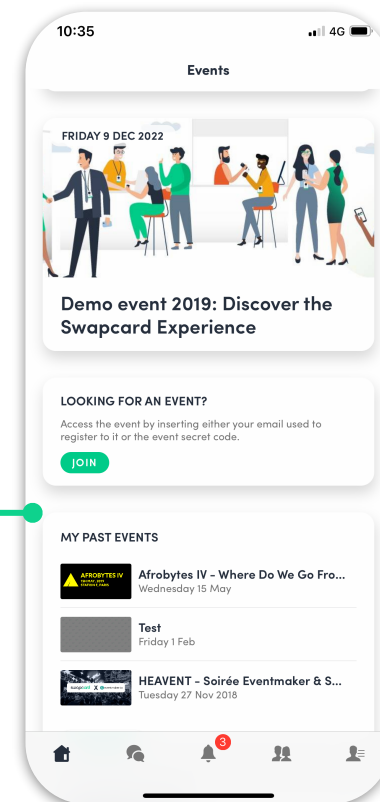 10:35
4G
Events
FRIDAY 9 DEC 2022
Demo event 2019: Discover the
Swapcard Experience
LOOKING FOR AN EVENT?
Access the event by inserting either your email used to
register to it or the event secret code.
JOIN
MY PAST EVENTS
AFROBYTES IV
Afrobytes IV - Where Do We Go Fro...
Wednesday 15 May
Test
Friday 1 Feb
swapcard X
HEAVENT - Soirée Eventmaker & S...
Tuesday 27 Nov 2018
3